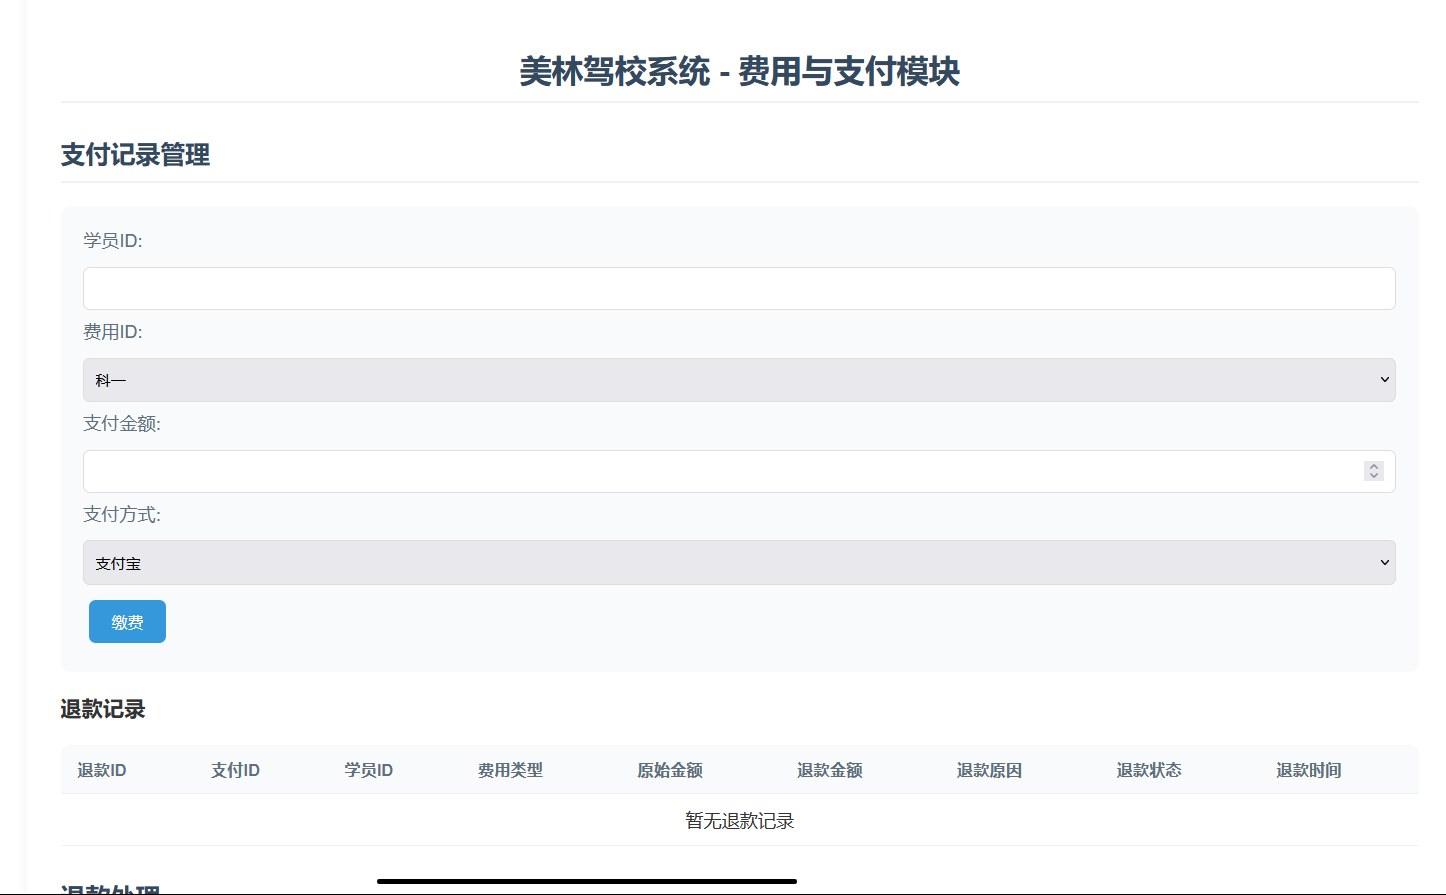 美林驾校系统 - 费用与支付模块
支付记录管理
学员ID:
费用ID:
科一
支付金额:
支付方式:
支付宝
缴费
退款记录
退款ID 支付ID 学员ID 费用类型 原始金额 退款金额 退款原因 退款状态 退款时间
暂无退款记录
退款处理